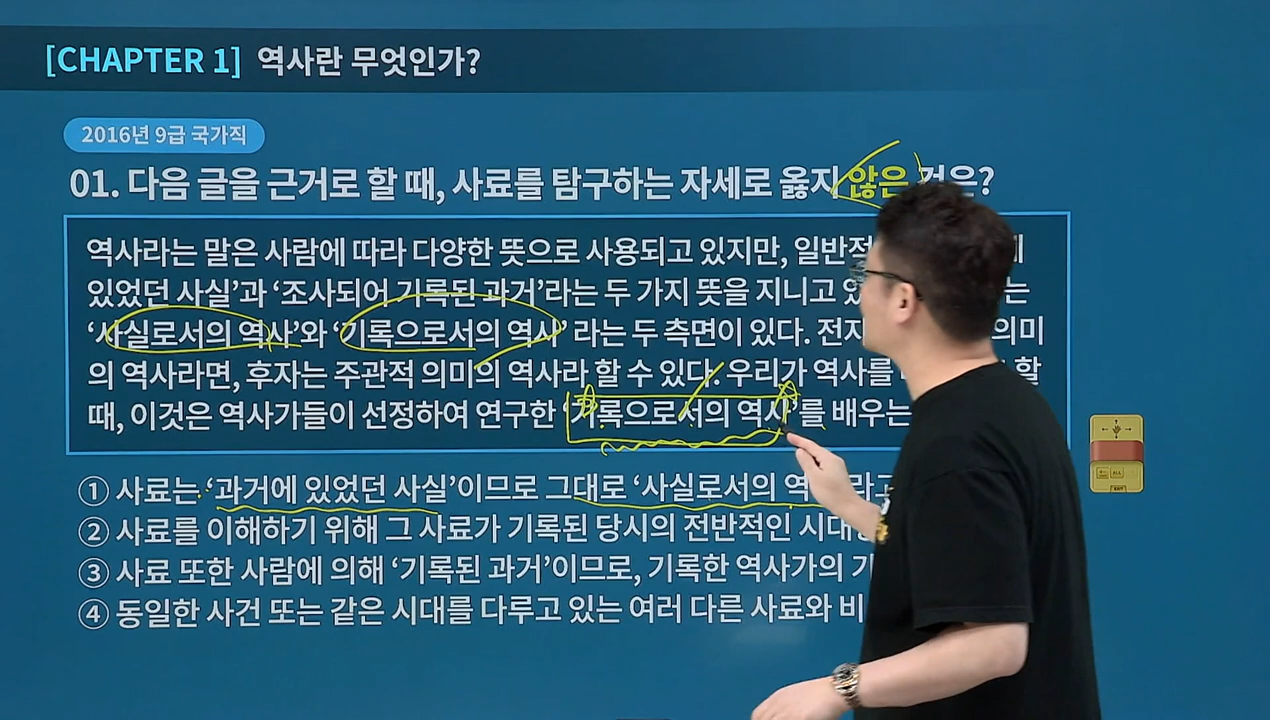 [CHAPTER 1] 역사란 무엇인가?
2016년 9급 국가직
01. 다음 글을 근거로 할 때, 사료를 탐구하는 자세로 옳지 않은 것은?
역사라는 말은 사람에 따라 다양한 뜻으로 사용되고 있지만,
있었던 사실’과 ‘조사되어 기록된 과거’라는 두 가지 뜻을 지니고
‘사실로서의 역사’와 ‘기록으로서의 역사’ 라는 두 측면이 있다. 의미
의 역사라면, 후자는 주관적 의미의 역사라 할 수 있다. 우리가 역사를 할
때, 이것은 역사가들이 선정하여 연구한 ‘기록으로서의 역사’를 배우는
① 사료는 ‘과거에 있었던 사실’이므로 그대로 ‘사실로서의
② 사료를 이해하기 위해 그 사료가 기록된 당시의 전반적인
③ 사료 또한 사람에 의해 ‘기록된 과거’이므로, 기록한 역사가의
④ 동일한 사건 또는 같은 시대를 다루고 있는 여러 다른 사료와